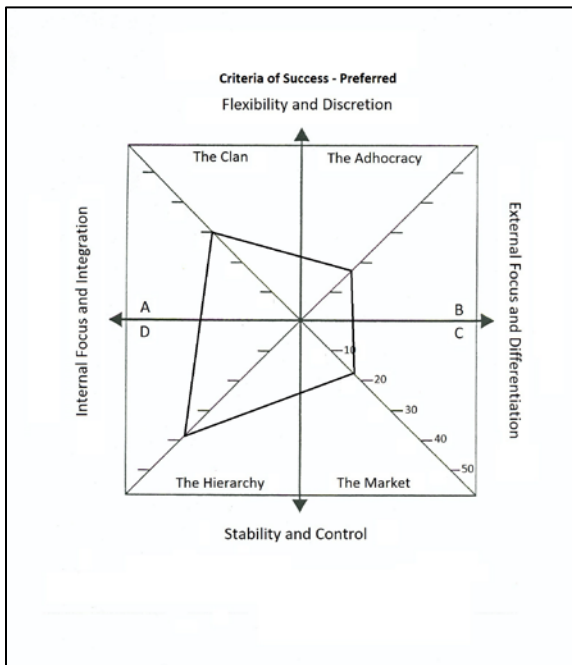 Criteria of Success - Preferred
Flexibility and Discretion
The Clan
The Adhocracy
Internal Focus and Integration
External Focus and Differentiation
A
B
D
C
10
20
30
40
50
The Hierarchy
The Market
Stability and Control